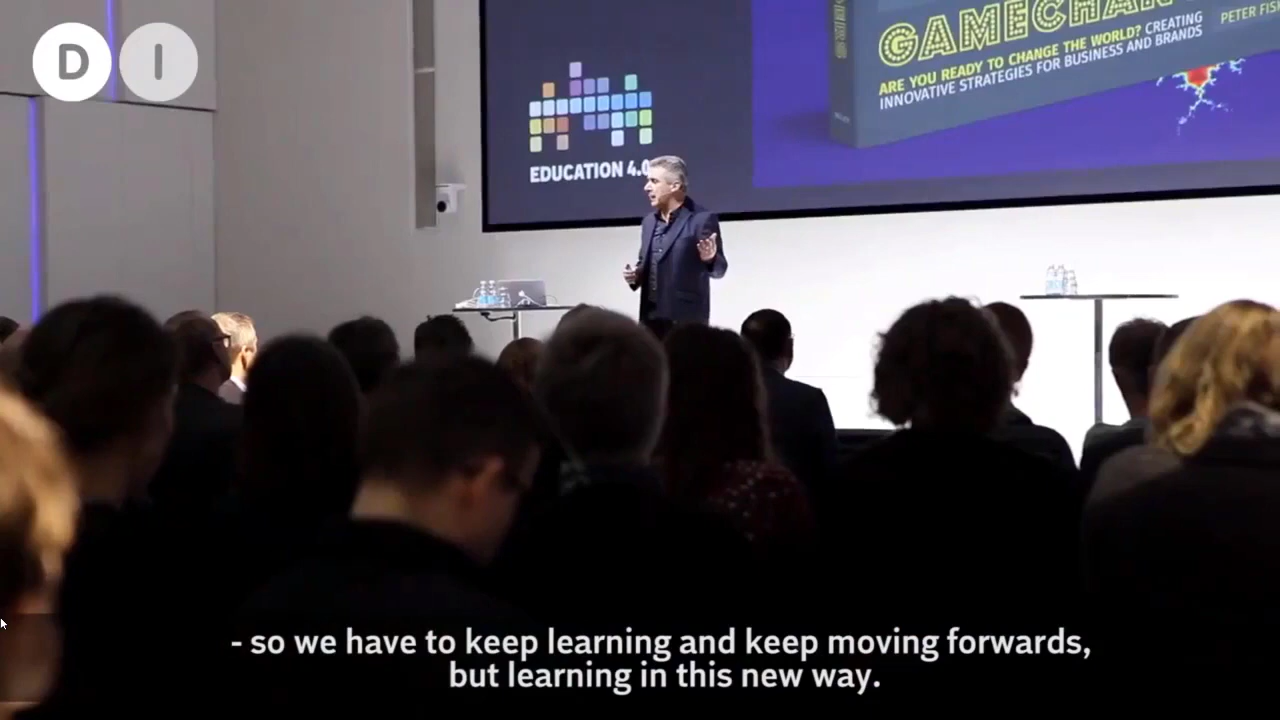 D I
GAMECHAN
ARE YOU READY TO CHANGE THE WORLD? CREATING
INNOVATIVE STRATEGIES FOR BUSINESS AND BRANDS
PETER FIS
EDUCATION 4.0
- so we have to keep learning and keep moving forwards,
but learning in this new way.